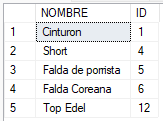 NOMBRE ID
1 Cinturon 1
2 Short 4
3 Falda de porrista 5
4 Falda Coreana 6
5 Top Edel 12